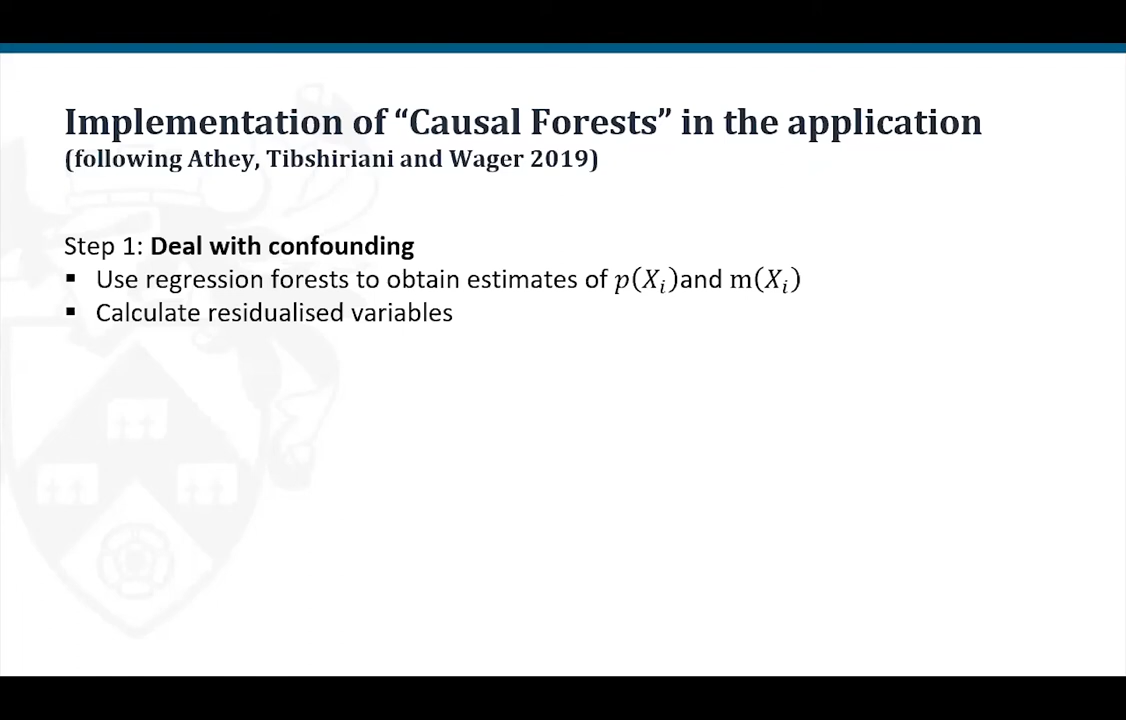 Implementation of “Causal Forests” in the application
(following Athey, Tibshiriani and Wager 2019)
Step 1: Deal with confounding
▪ Use regression forests to obtain estimates of p(Xᵢ)and m(Xᵢ)
▪ Calculate residualised variables